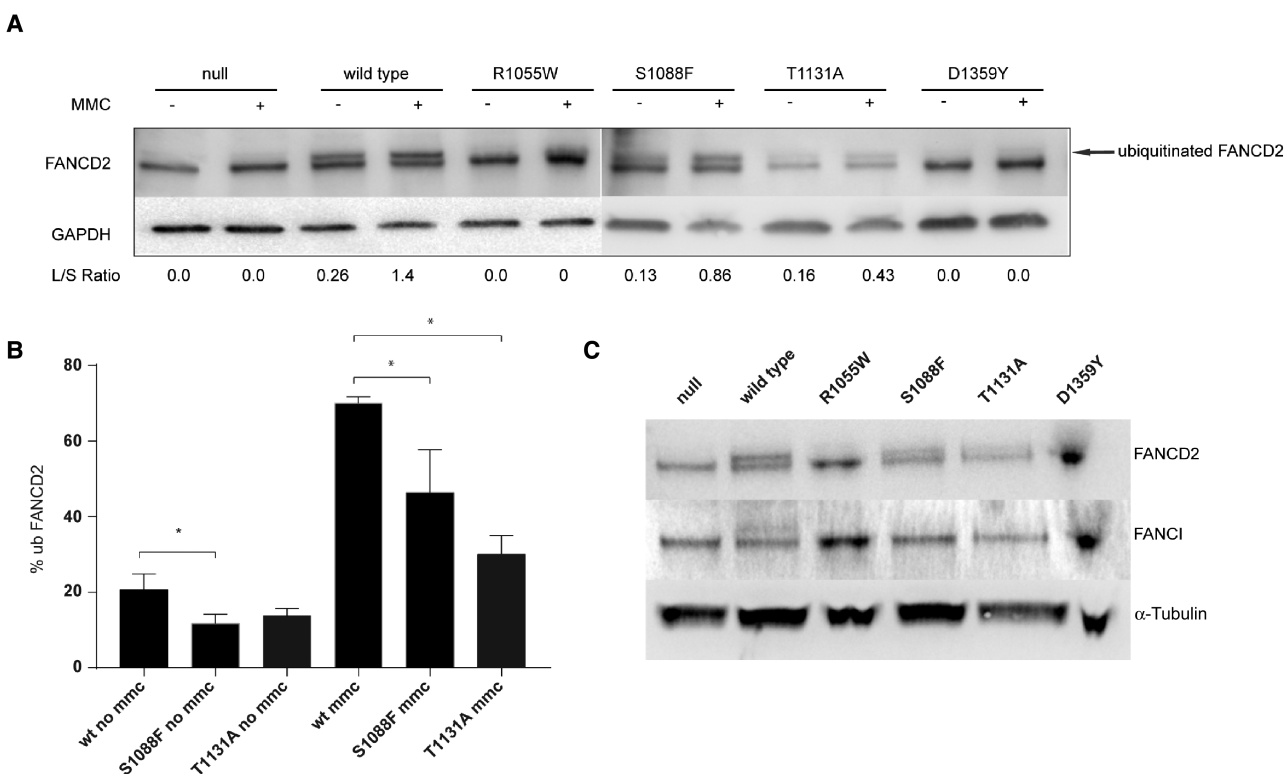 A
null wild type R1055W S1088F T1131A D1359Y
MMC - + - + - + - + - + - +
FANCD2 ubiquitinated FANCD2
GAPDH
L/S Ratio 0.0 0.0 0.26 1.4 0.0 0 0.13 0.86 0.16 0.43 0.0 0.0
B
* * *
% ub FANCD2
80
60
40
20
0
wt no mmc
S1088F no mmc
T1131A no mmc
wt mmc
S1088F mmc
T1131A mmc
C
null wild type R1055W S1088F T1131A D1359Y
FANCD2
FANCI
α-Tubulin